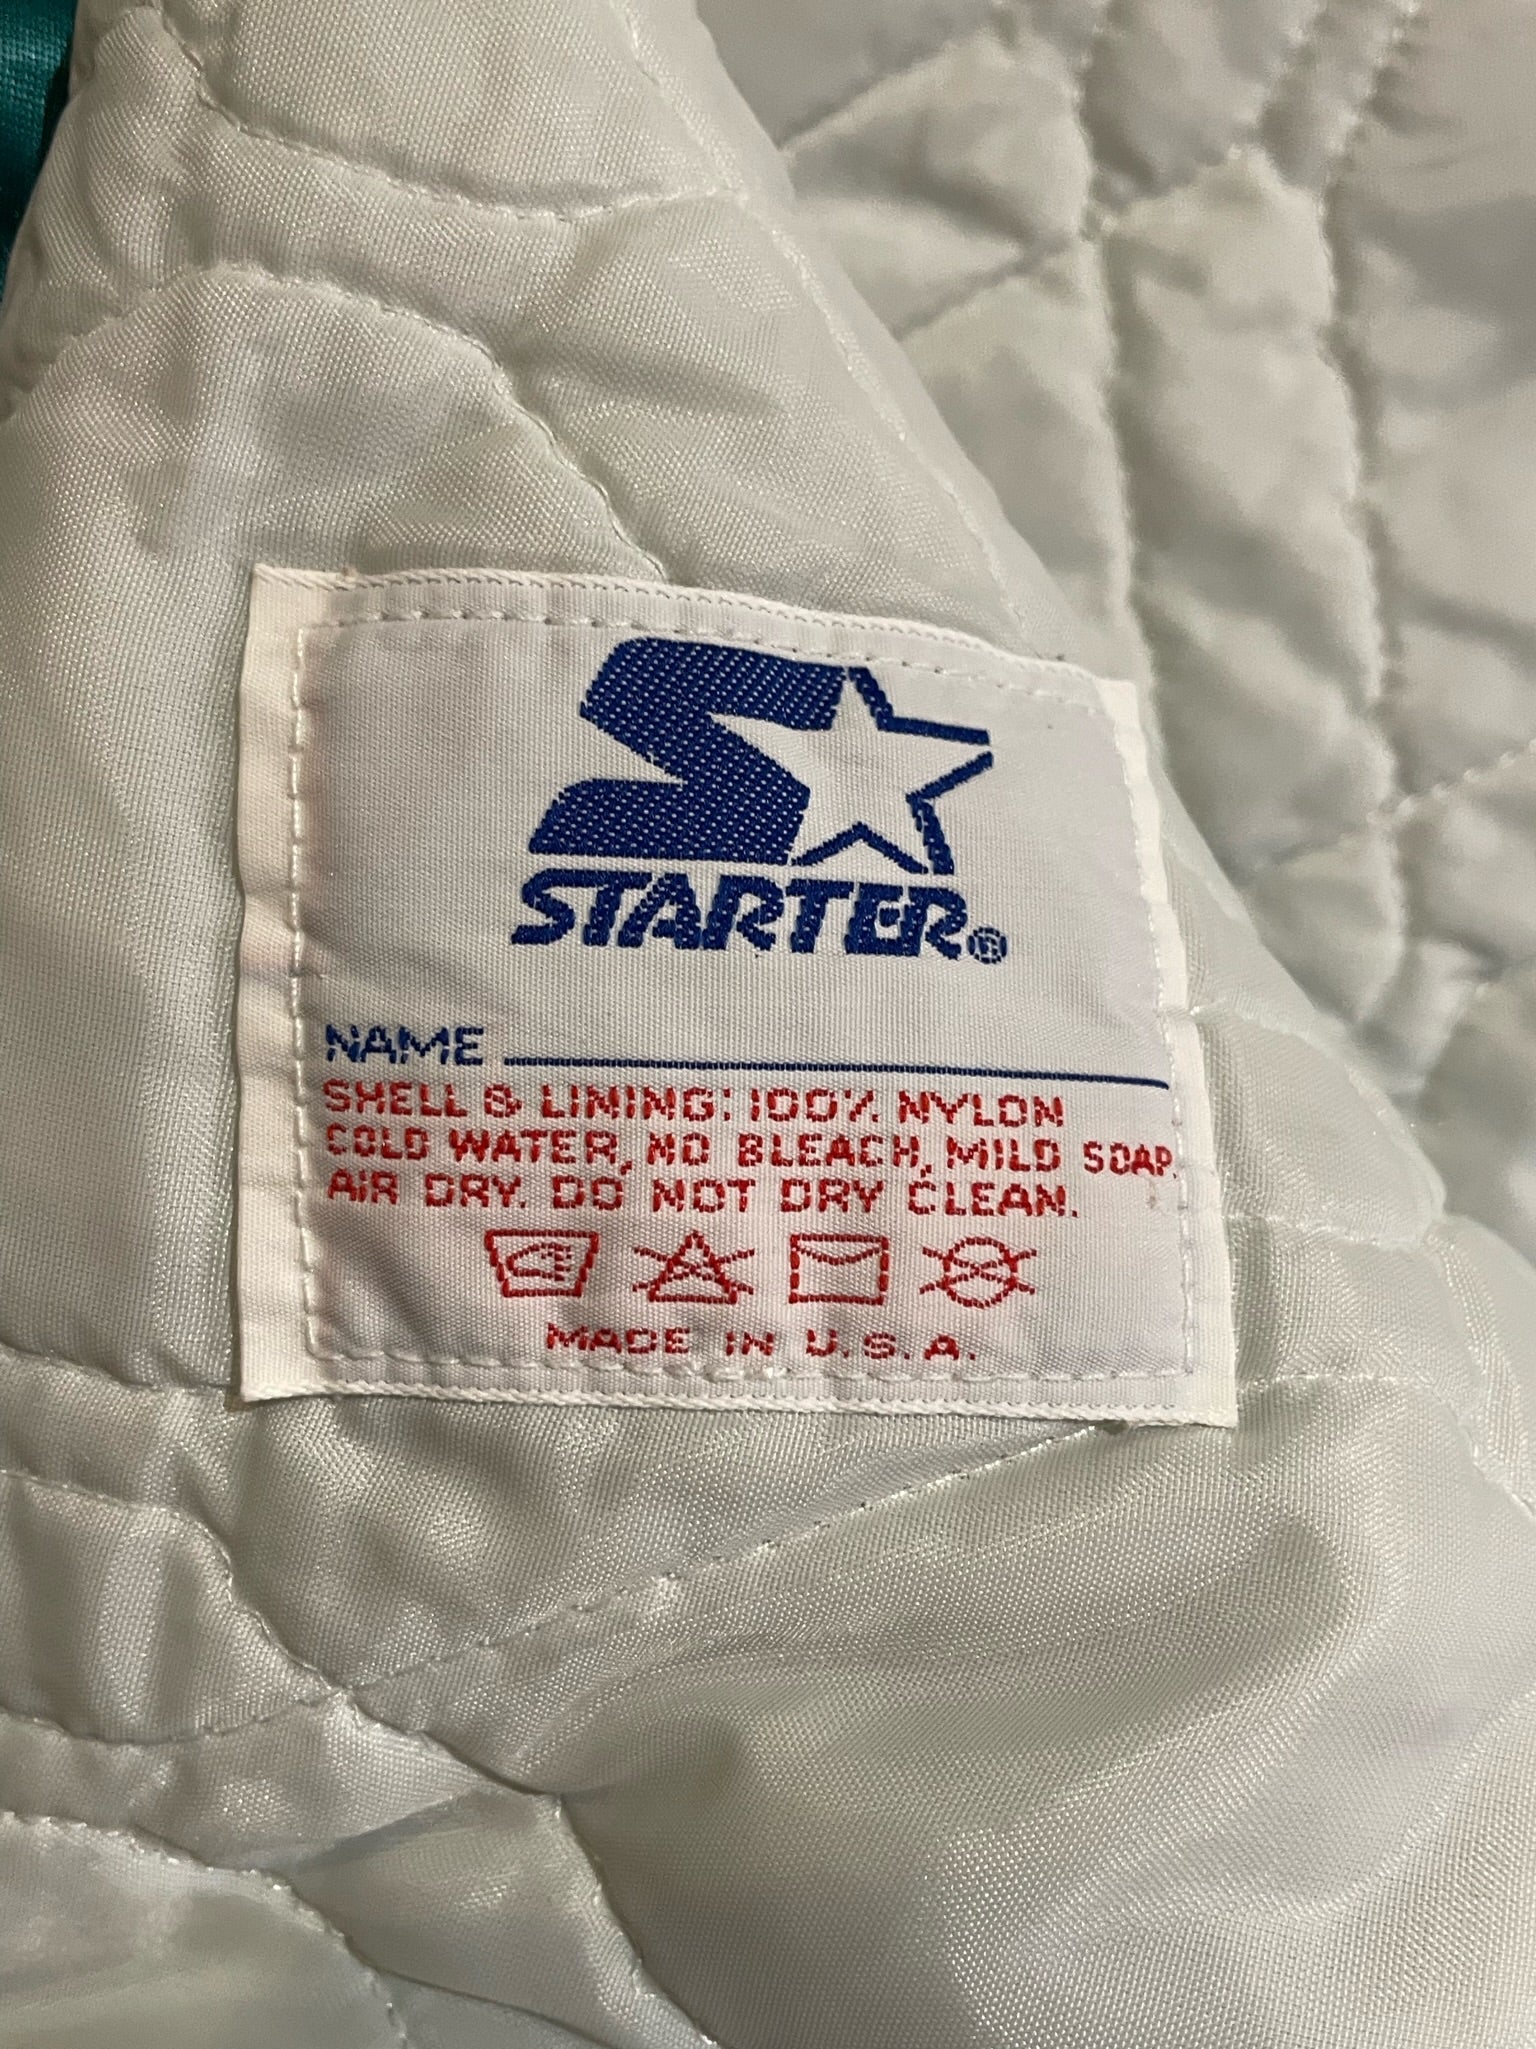 STARTER®
NAME
SHELL & LINING: 100% NYLON
COLD WATER, NO BLEACH, MILD SOAP.
AIR DRY. DO NOT DRY CLEAN.
MADE IN U.S.A.